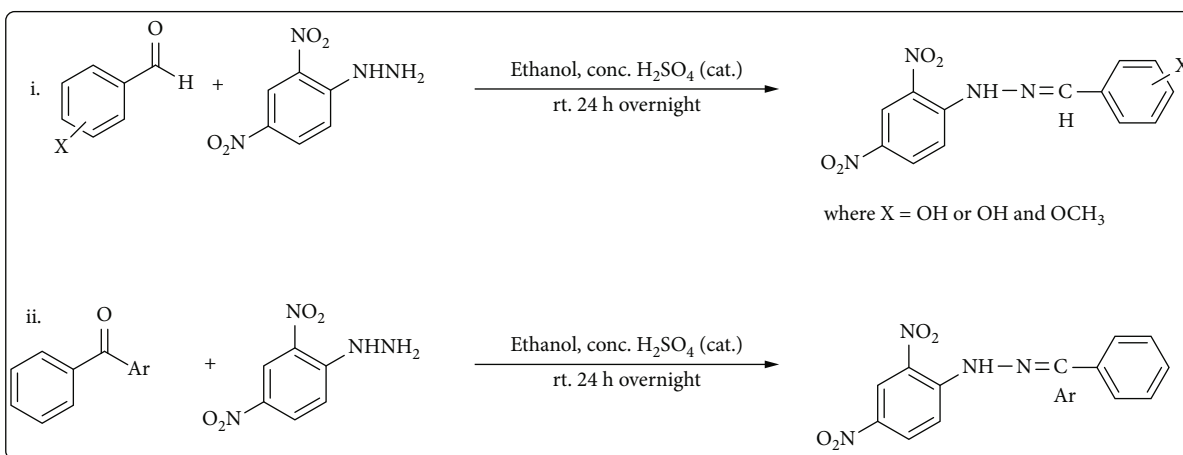 i.
O
H
X
+
NO₂
NHNH₂
O₂N
Ethanol, conc. H₂SO₄ (cat.)
rt. 24 h overnight
NO₂
NH—N=C
H
X
O₂N
where X = OH or OH and OCH₃
ii.
O
Ar
+
NO₂
NHNH₂
O₂N
Ethanol, conc. H₂SO₄ (cat.)
rt. 24 h overnight
NO₂
NH—N=C
Ar
O₂N